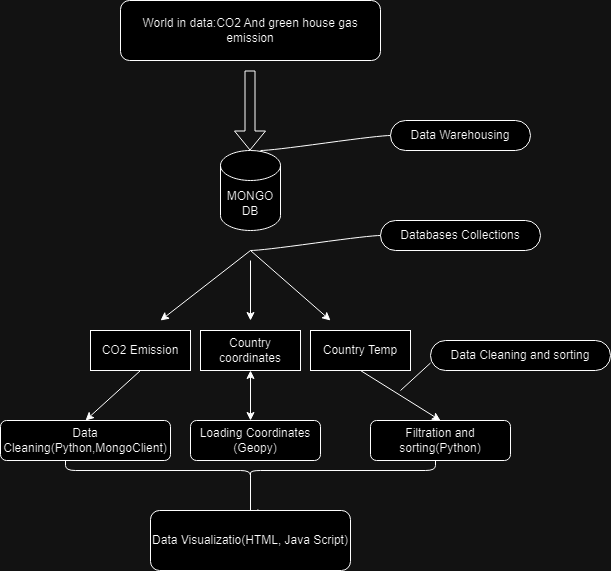 World in data:CO2 And green house gas
emission
Data Warehousing
MONGO
DB
Databases Collections
CO2 Emission
Country
coordinates
Country Temp
Data Cleaning and sorting
Data
Cleaning(Python,MongoClient)
Loading Coordinates
(Geopy)
Filtration and
sorting(Python)
Data Visualizatio(HTML, Java Script)